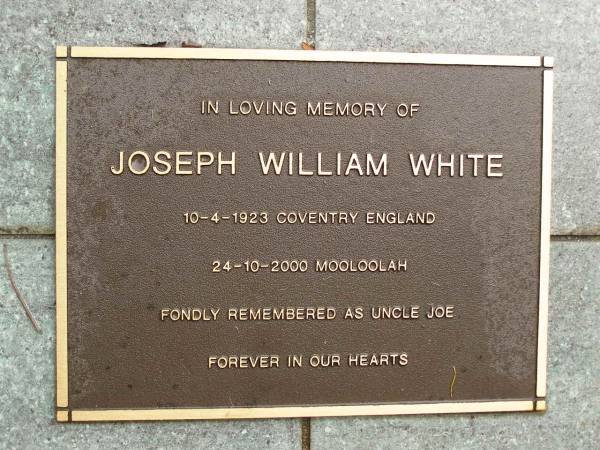 IN LOVING MEMORY OF
JOSEPH WILLIAM WHITE
10-4-1923 COVENTRY ENGLAND
24-10-2000 MOOLOOLAH
FONDLY REMEMBERED AS UNCLE JOE
FOREVER IN OUR HEARTS